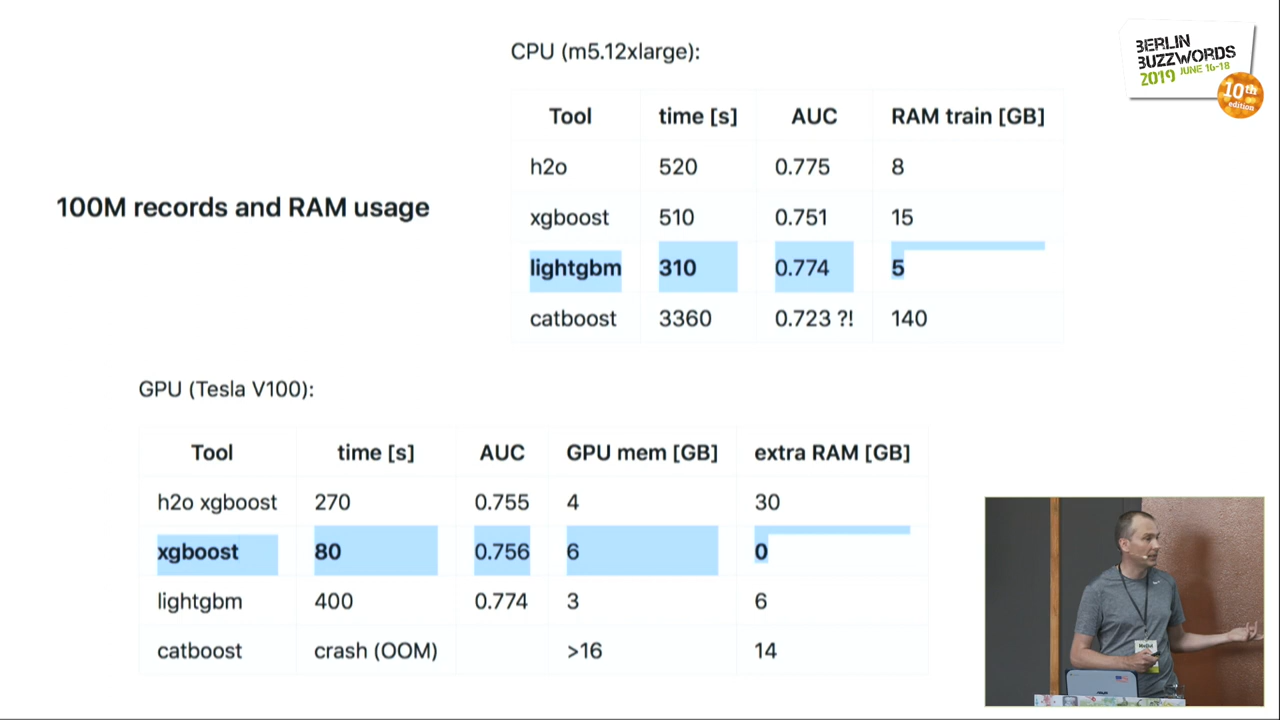 BERLIN
BUZZWORDS
2019 JUNE 16-18
10th
edition
CPU (m5.12xlarge):
Tool time [s] AUC RAM train [GB]
h2o 520 0.775 8
100M records and RAM usage
xgboost 510 0.751 15
lightgbm 310 0.774 5
catboost 3360 0.723 ?! 140
GPU (Tesla V100):
Tool time [s] AUC GPU mem [GB] extra RAM [GB]
h2o xgboost 270 0.755 4 30
xgboost 80 0.756 6 0
lightgbm 400 0.774 3 6
catboost crash (OOM) >16 14